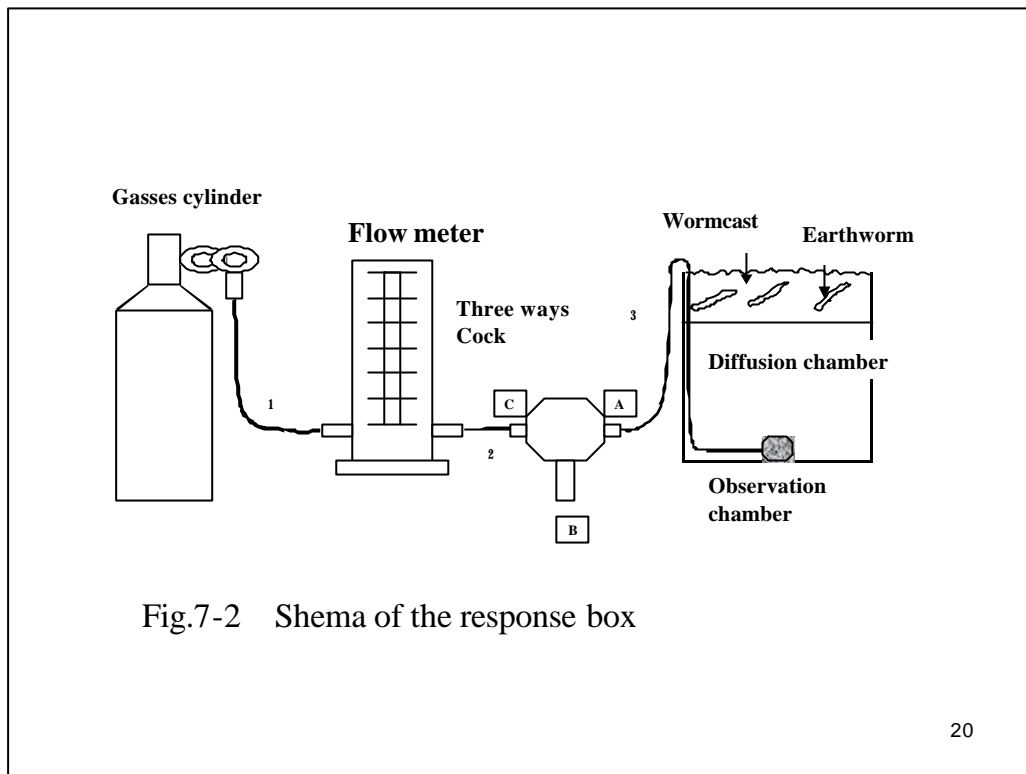 Gasses cylinder
Flow meter
Three ways
Cock
Wormcast
Earthworm
3
Diffusion chamber
1
C
A
2
Observation
chamber
B
Fig.7-2 Shema of the response box
20